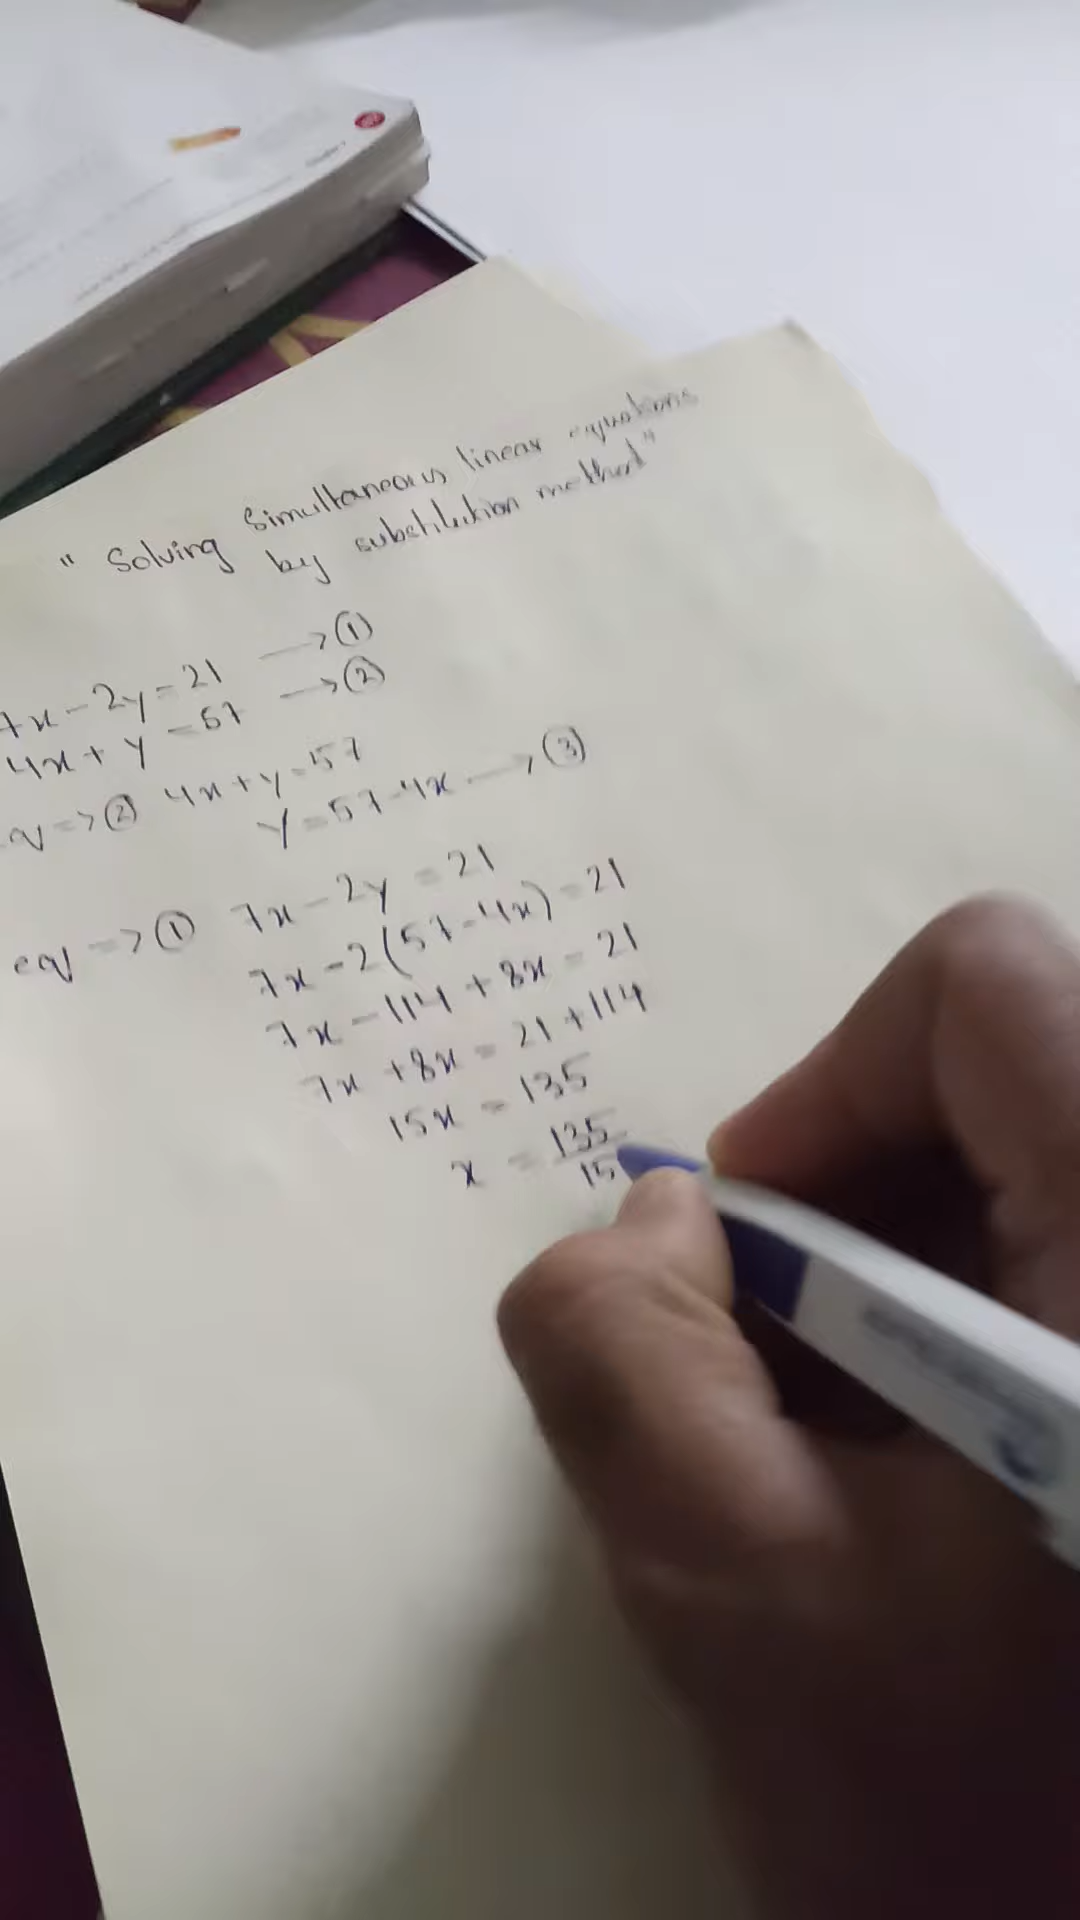 " Solving simultaneous linear equations
by substitution method"
7x - 2y = 21 → ①
4x + y = 57 → ②
eq => ② 4x + y = 57
y = 57 - 4x → ③
eq => ① 7x - 2y = 21
7x - 2(57 - 4x) = 21
7x - 114 + 8x = 21
7x + 8x = 21 + 114
15x = 135
x = 135/15